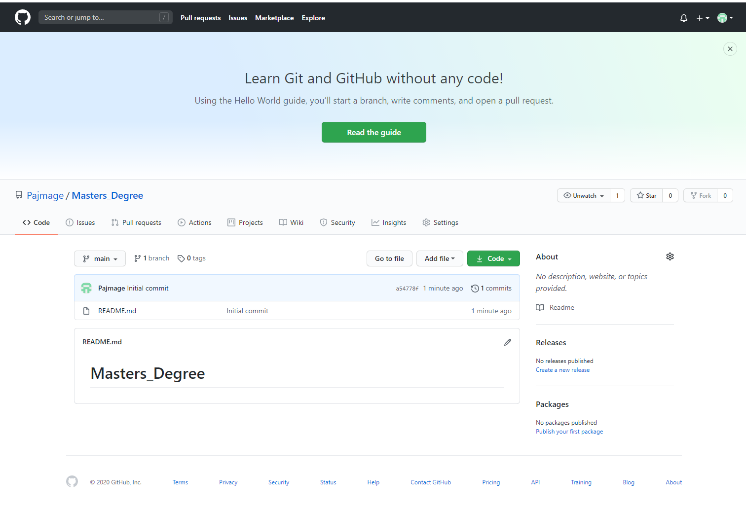 Search or jump to... /
Pull requests Issues Marketplace Explore
Learn Git and GitHub without any code!
Using the Hello World guide, you'll start a branch, write comments, and open a pull request.
Read the guide
Pajmage / Masters_Degree
Unwatch 1 Star 0 Fork 0
Code Issues Pull requests Actions Projects Wiki Security Insights Settings
main 1 branch 0 tags Go to file Add file Code
Pajmage Initial commit a54778f 1 minute ago 1 commits
README.md Initial commit 1 minute ago
README.md
Masters_Degree
About
No description, website, or topics
provided.
Readme
Releases
No releases published
Create a new release
Packages
No packages published
Publish your first package
© 2020 GitHub, Inc. Terms Privacy Security Status Help Contact GitHub Pricing API Training Blog About